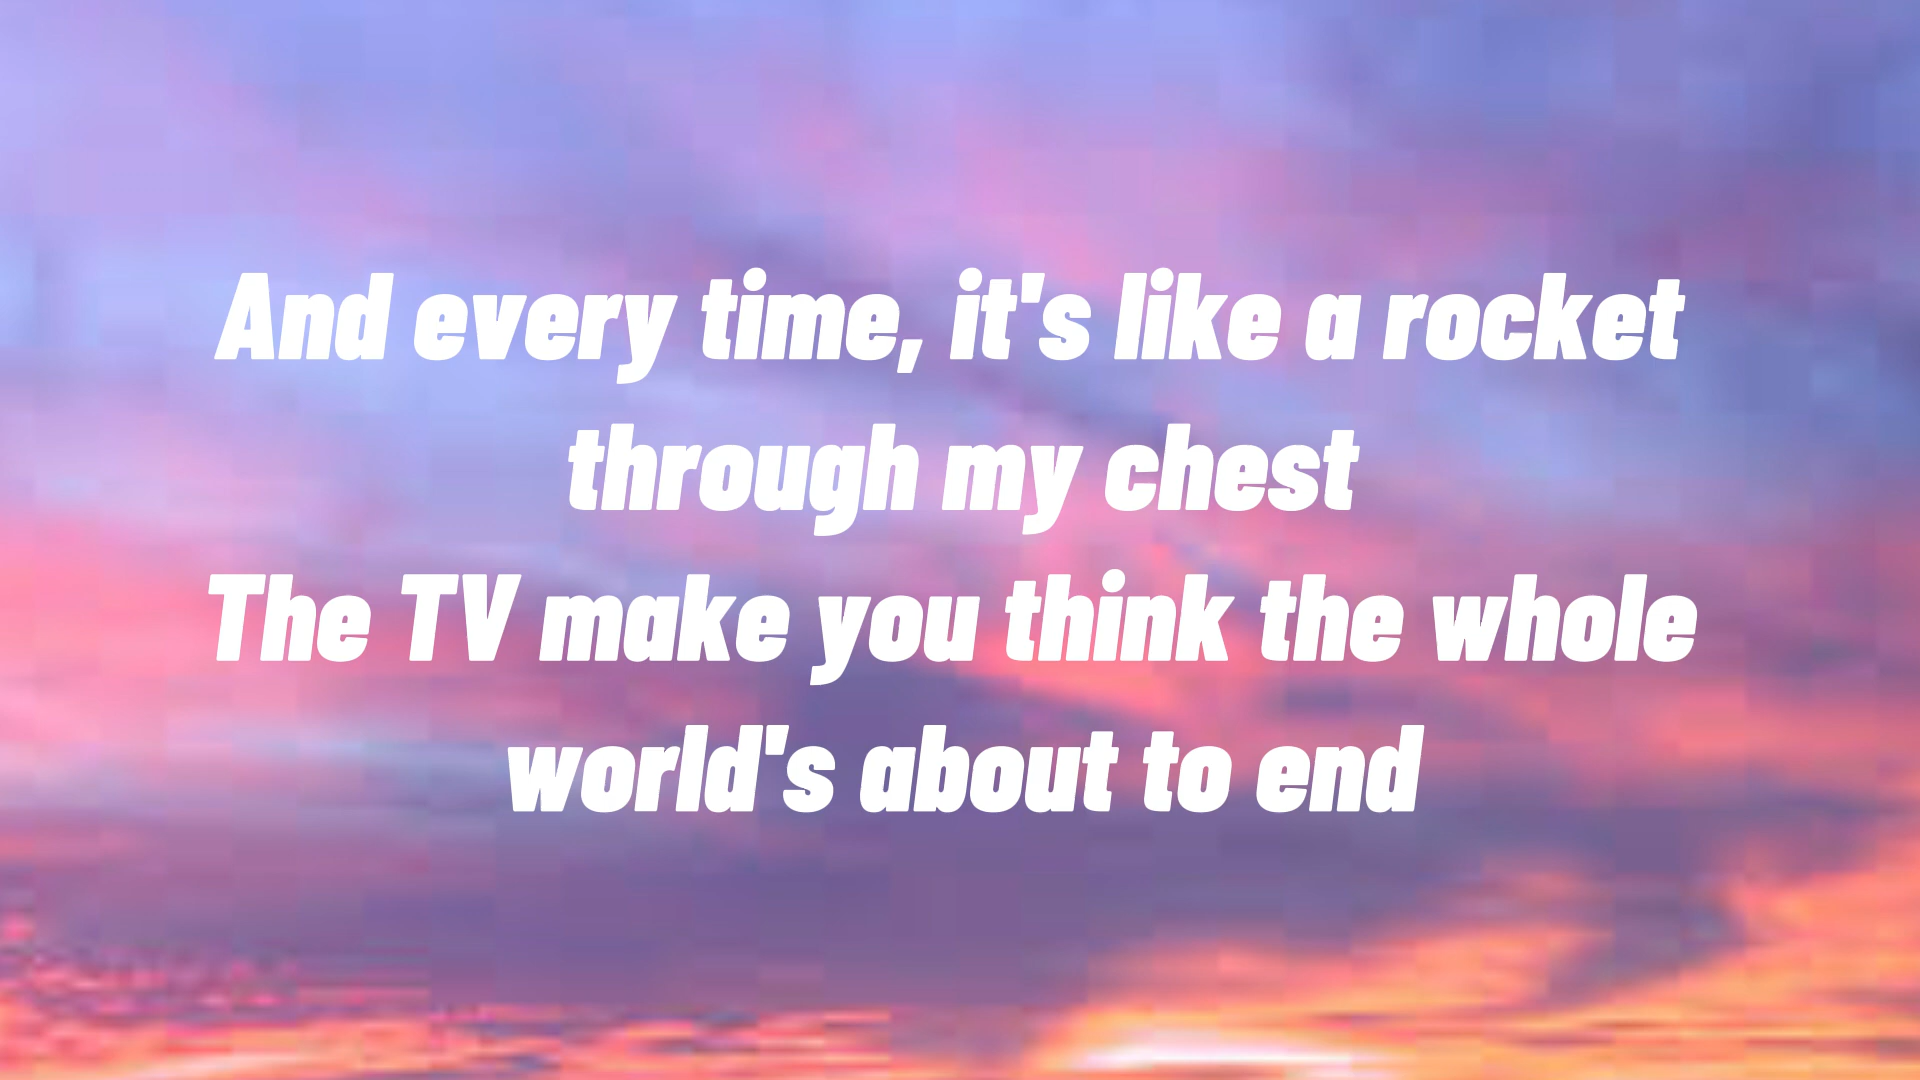 And every time, it's like a rocket
through my chest
The TV make you think the whole
world's about to end